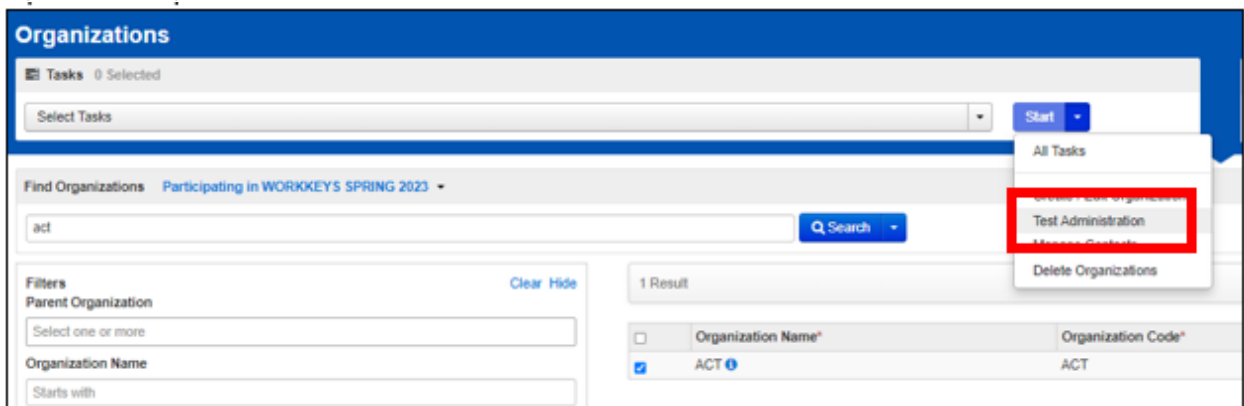 Organizations
Tasks 0 Selected
Select Tasks
Start
All Tasks
Find Organizations Participating in WORKKEYS SPRING 2023
act
Search
Test Administration
Delete Organizations
Filters
Clear Hide
1 Result
Parent Organization
Select one or more
Organization Name* Organization Code*
Organization Name
ACT ACT
Starts with